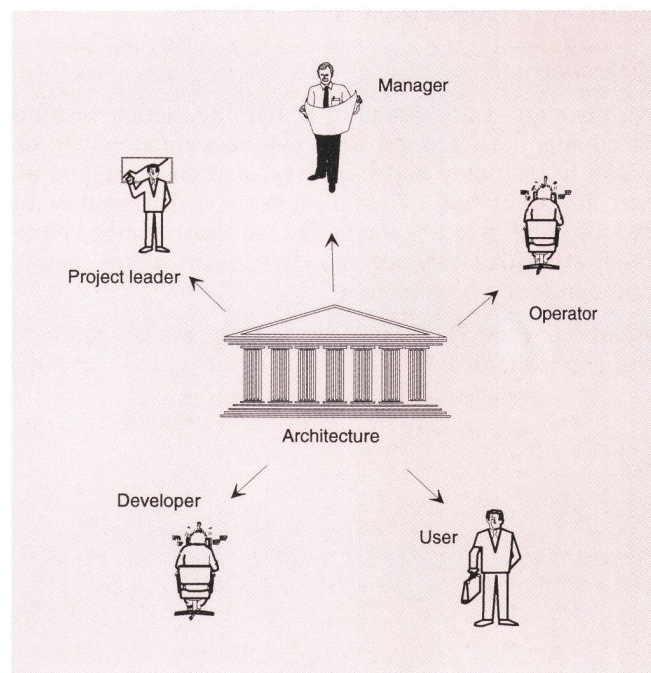 Manager
Project leader
Operator
Architecture
Developer
User